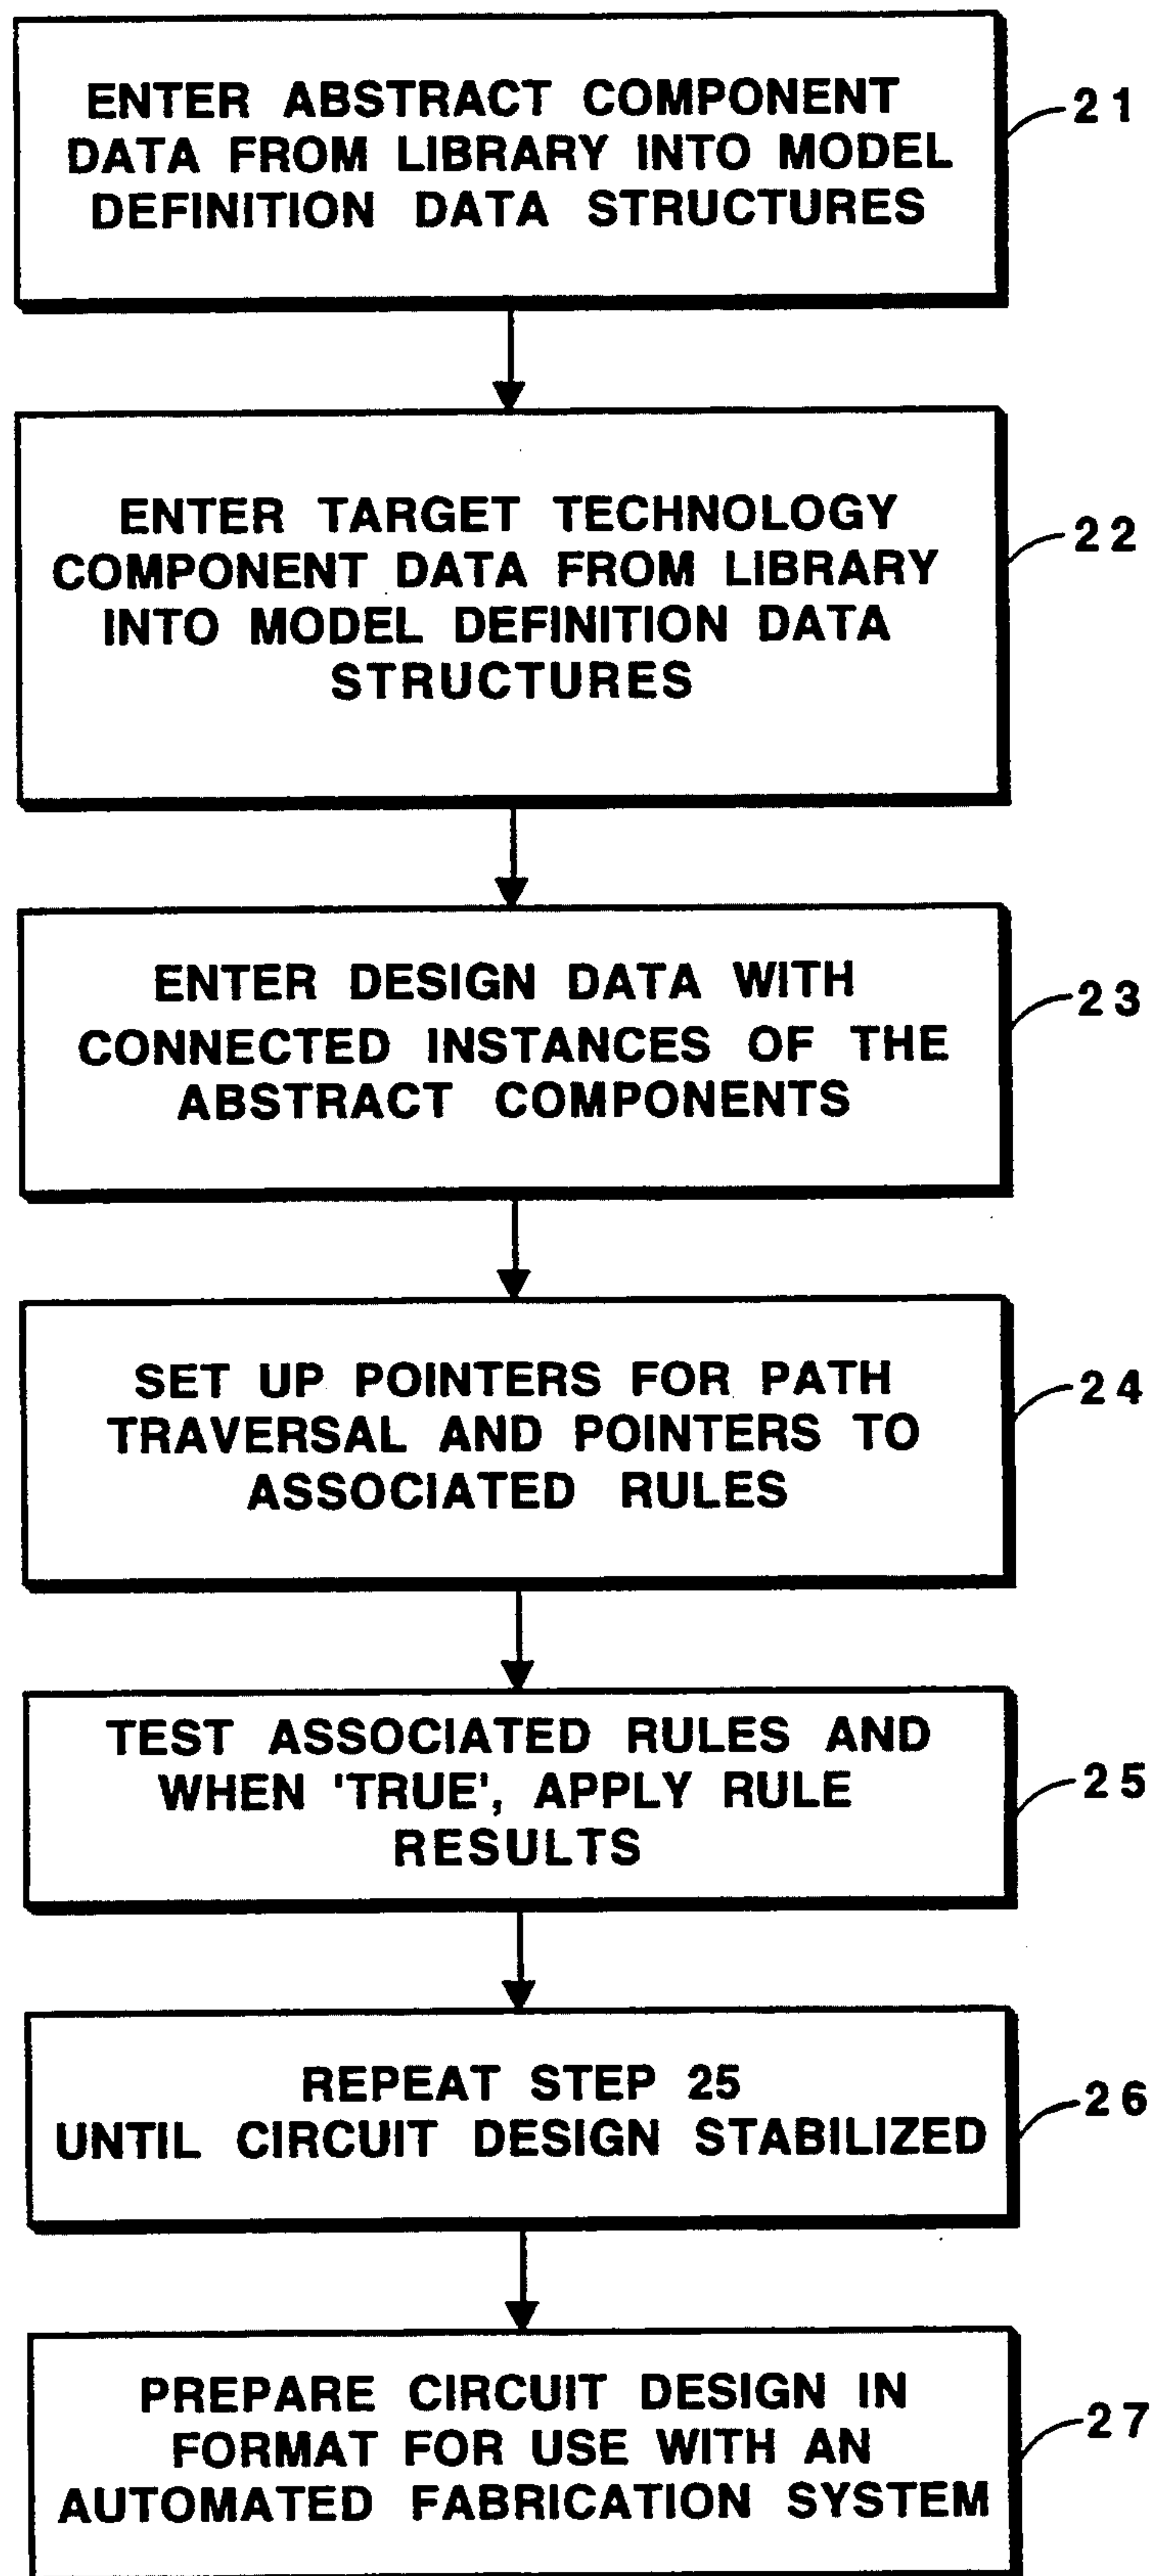 ENTER ABSTRACT COMPONENT
DATA FROM LIBRARY INTO MODEL
DEFINITION DATA STRUCTURES
21
ENTER TARGET TECHNOLOGY
COMPONENT DATA FROM LIBRARY
INTO MODEL DEFINITION DATA
STRUCTURES
22
ENTER DESIGN DATA WITH
CONNECTED INSTANCES OF THE
ABSTRACT COMPONENTS
23
SET UP POINTERS FOR PATH
TRAVERSAL AND POINTERS TO
ASSOCIATED RULES
24
TEST ASSOCIATED RULES AND
WHEN 'TRUE', APPLY RULE
RESULTS
25
REPEAT STEP 25
UNTIL CIRCUIT DESIGN STABILIZED
26
PREPARE CIRCUIT DESIGN IN
FORMAT FOR USE WITH AN
AUTOMATED FABRICATION SYSTEM
27